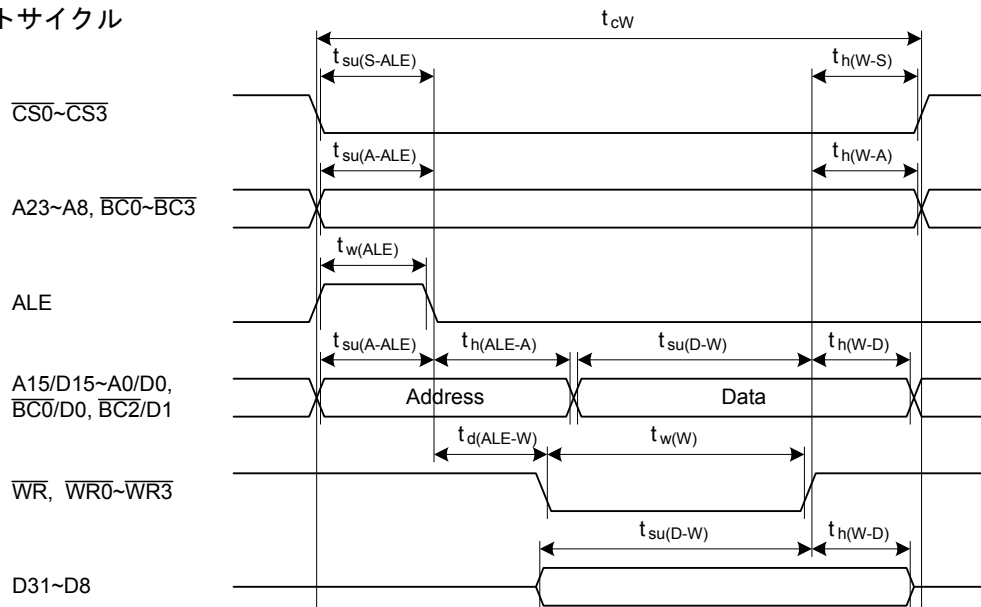 トサイクル
tcW
tsu(S-ALE)
th(W-S)
CS0~CS3
tsu(A-ALE)
th(W-A)
A23~A8, BC0~BC3
tw(ALE)
ALE
tsu(A-ALE)
th(ALE-A)
tsu(D-W)
th(W-D)
A15/D15~A0/D0,
BC0/D0, BC2/D1
Address
Data
td(ALE-W)
tw(W)
WR, WR0~WR3
tsu(D-W)
th(W-D)
D31~D8